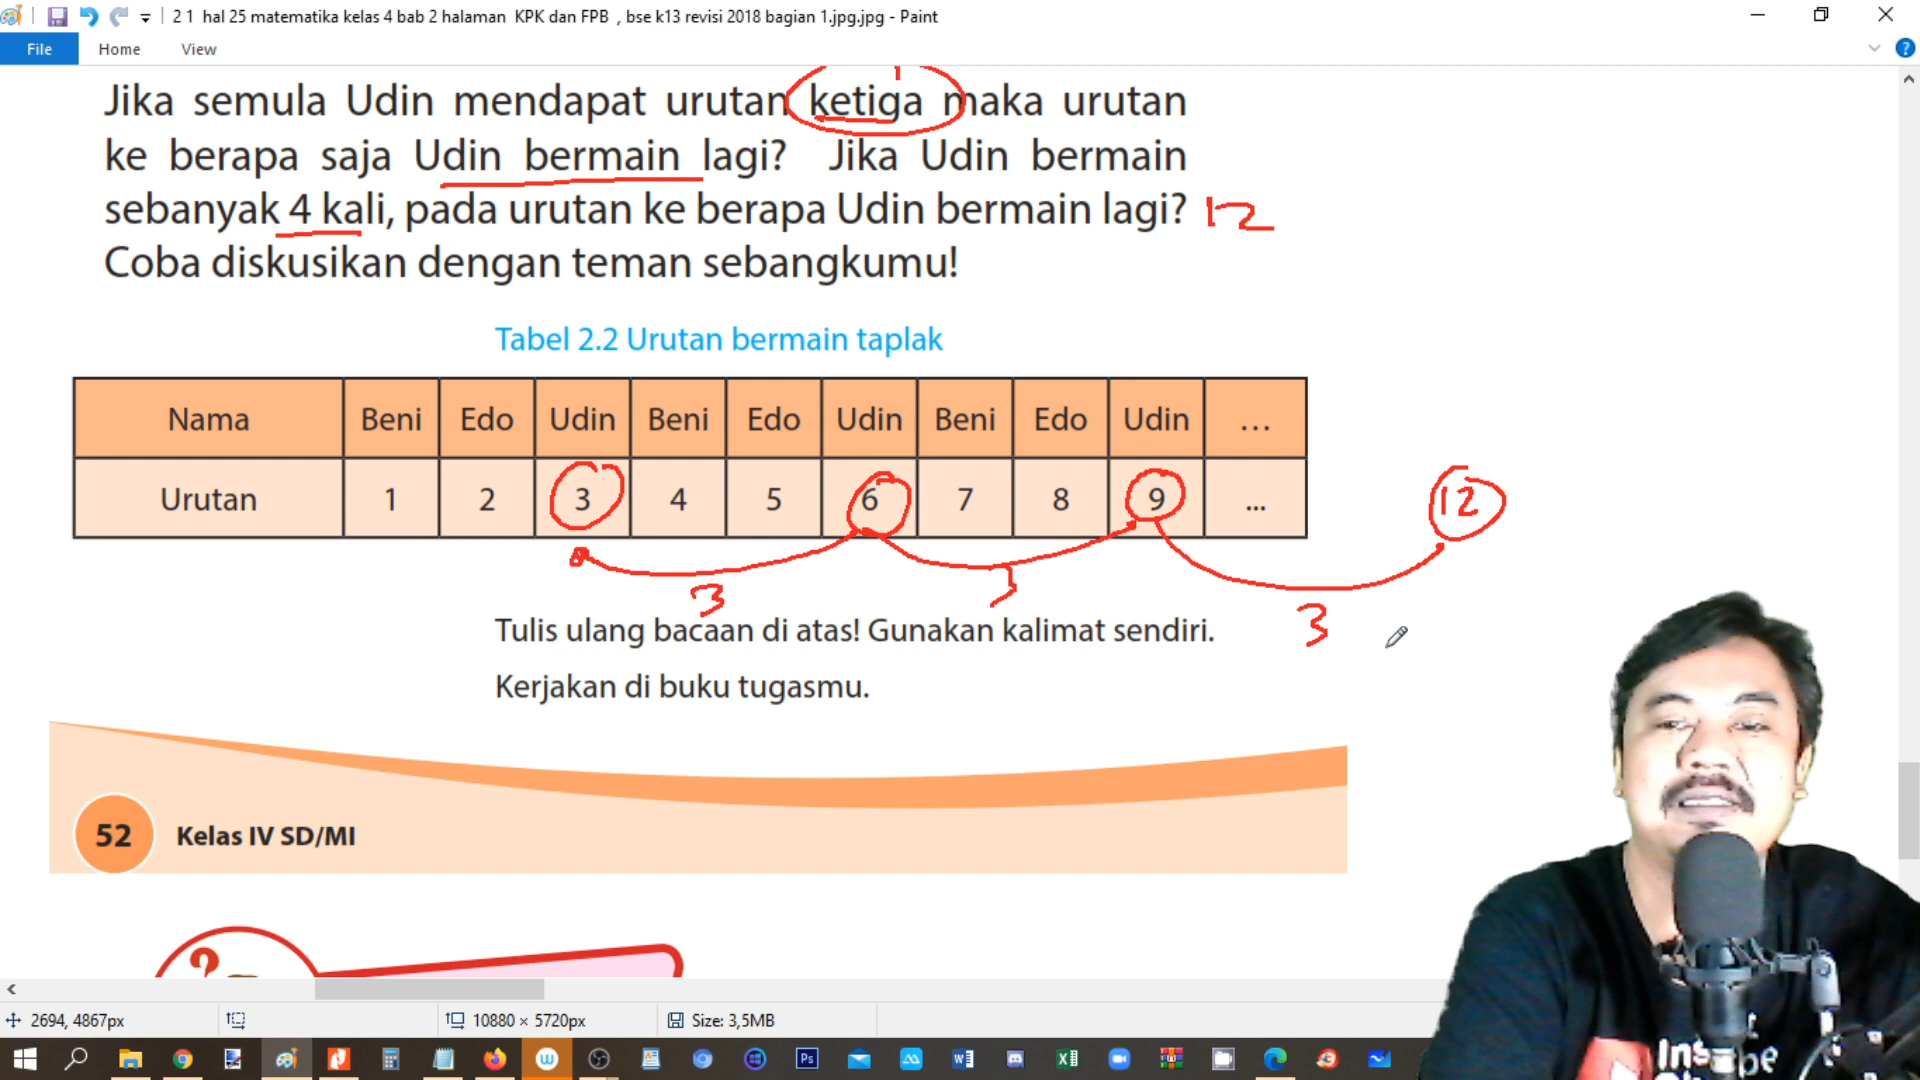 2 1 hal 25 matematika kelas 4 bab 2 halaman KPK dan FPB , bse k13 revisi 2018 bagian 1.jpg.jpg - Paint
File Home View
Jika semula Udin mendapat urutan ketiga maka urutan
ke berapa saja Udin bermain lagi? Jika Udin bermain
sebanyak 4 kali, pada urutan ke berapa Udin bermain lagi? 12
Coba diskusikan dengan teman sebangkumu!
Tabel 2.2 Urutan bermain taplak
Nama Beni Edo Udin Beni Edo Udin Beni Edo Udin ...
Urutan 1 2 3 4 5 6 7 8 9 ... 12
3 3 3
Tulis ulang bacaan di atas! Gunakan kalimat sendiri.
Kerjakan di buku tugasmu.
52 Kelas IV SD/MI
?
2694, 4867px 10880 × 5720px Size: 3,5MB
Ps